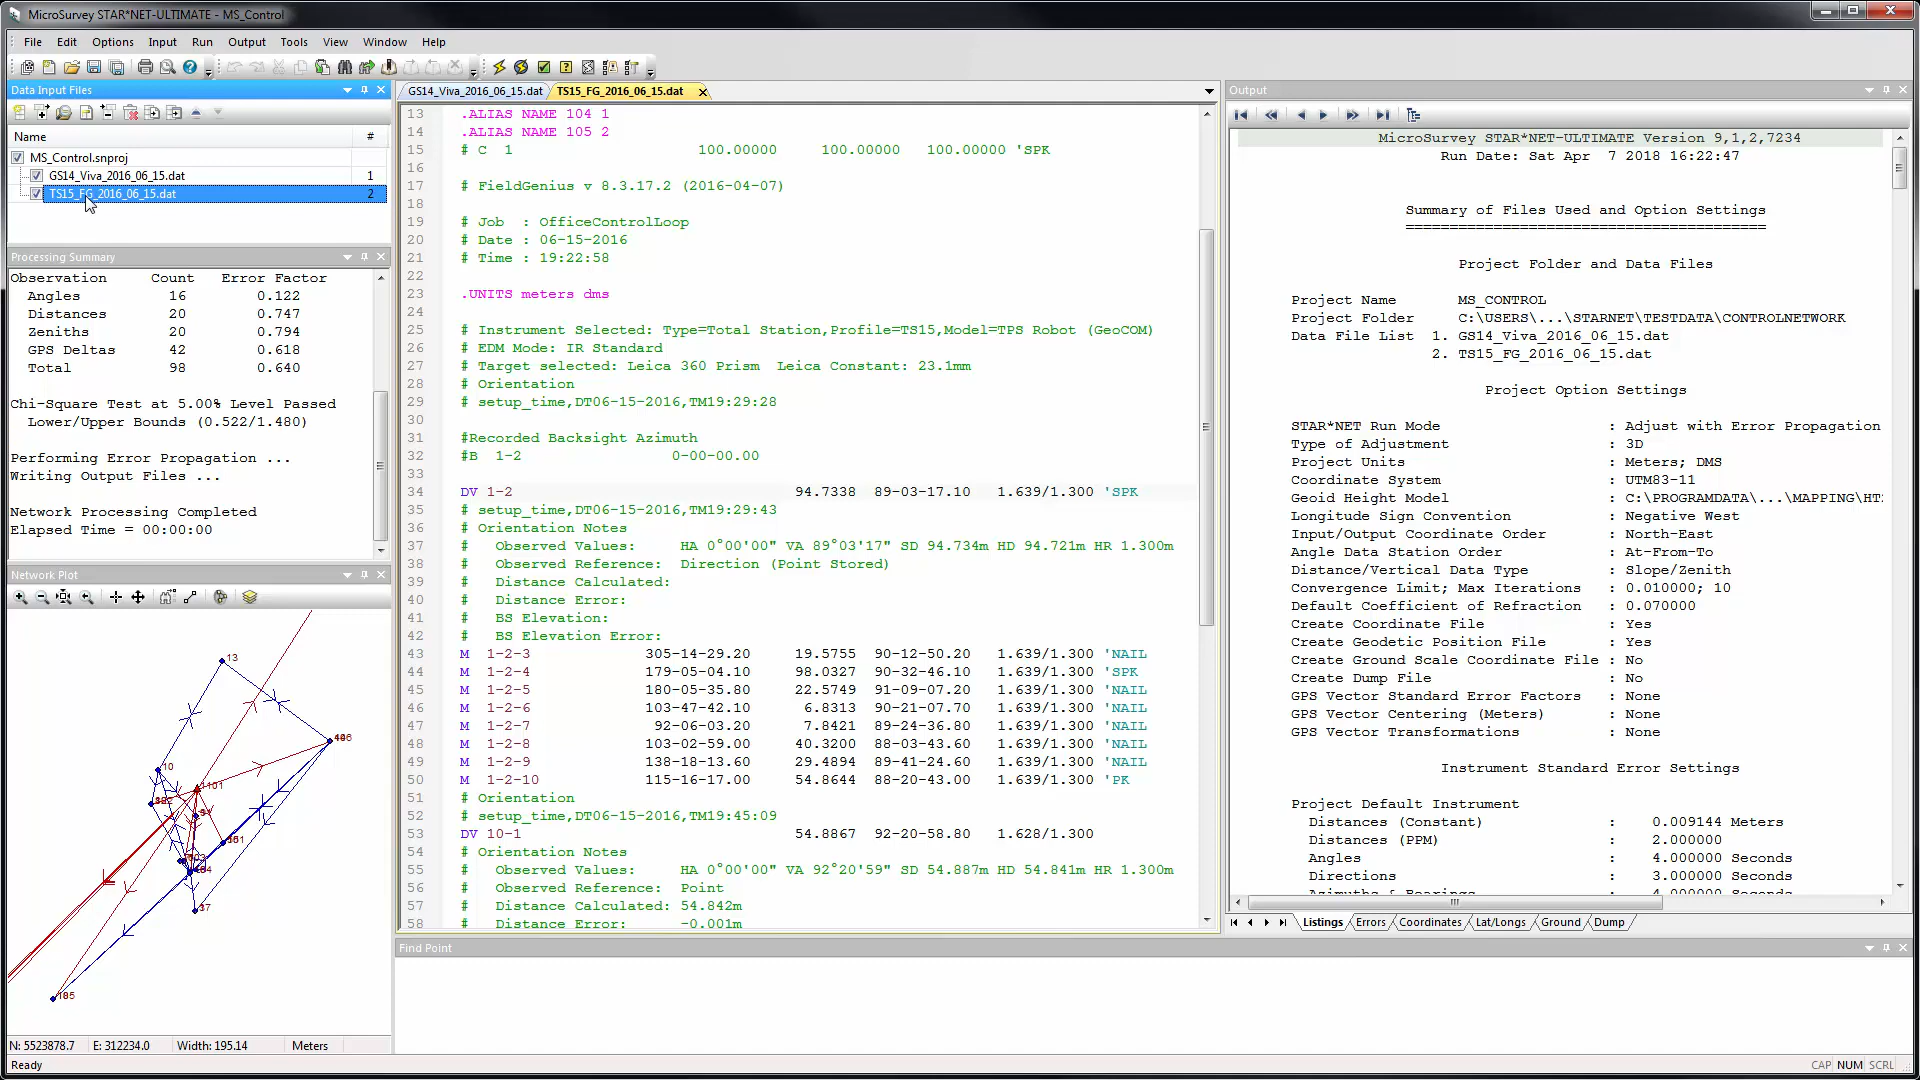 MicroSurvey STAR*NET-ULTIMATE - MS_Control
File Edit Options Input Run Output Tools View Window Help
Data Input Files
Name #
MS_Control.snproj
GS14_Viva_2016_06_15.dat 1
TS15_FG_2016_06_15.dat 2
Processing Summary
Observation Count Error Factor
Angles 16 0.122
Distances 20 0.747
Zeniths 20 0.794
GPS Deltas 42 0.618
Total 98 0.640
Chi-Square Test at 5.00% Level Passed
Lower/Upper Bounds (0.522/1.480)
Performing Error Propagation ...
Writing Output Files ...
Network Processing Completed
Elapsed Time = 00:00:00
Network Plot
13
10
1101
37
N: 5523878.7 E: 312234.0 Width: 195.14 Meters
Ready
GS14_Viva_2016_06_15.dat TS15_FG_2016_06_15.dat
13 .ALIAS NAME 104 1
14 .ALIAS NAME 105 2
15 # C 1 100.00000 100.00000 100.00000 'SPK
16
17 # FieldGenius v 8.3.17.2 (2016-04-07)
18
19 # Job : OfficeControlLoop
20 # Date : 06-15-2016
21 # Time : 19:22:58
22
23 .UNITS meters dms
24
25 # Instrument Selected: Type=Total Station,Profile=TS15,Model=TPS Robot (GeoCOM)
26 # EDM Mode: IR Standard
27 # Target selected: Leica 360 Prism Leica Constant: 23.1mm
28 # Orientation
29 # setup_time,DT06-15-2016,TM19:29:28
30
31 #Recorded Backsight Azimuth
32 #B 1-2 0-00-00.00
33
34 DV 1-2 94.7338 89-03-17.10 1.639/1.300 'SPK
35 # setup_time,DT06-15-2016,TM19:29:43
36 # Orientation Notes
37 # Observed Values: HA 0°00'00" VA 89°03'17" SD 94.734m HD 94.721m HR 1.300m
38 # Observed Reference: Direction (Point Stored)
39 # Distance Calculated:
40 # Distance Error:
41 # BS Elevation:
42 # BS Elevation Error:
43 M 1-2-3 305-14-29.20 19.5755 90-12-50.20 1.639/1.300 'NAIL
44 M 1-2-4 179-05-04.10 98.0327 90-32-46.10 1.639/1.300 'SPK
45 M 1-2-5 180-05-35.80 22.5749 91-09-07.20 1.639/1.300 'NAIL
46 M 1-2-6 103-47-42.10 6.8313 90-21-07.70 1.639/1.300 'NAIL
47 M 1-2-7 92-06-03.20 7.8421 89-24-36.80 1.639/1.300 'NAIL
48 M 1-2-8 103-02-59.00 40.3200 88-03-43.60 1.639/1.300 'NAIL
49 M 1-2-9 138-18-13.60 29.4894 89-41-24.60 1.639/1.300 'NAIL
50 M 1-2-10 115-16-17.00 54.8644 88-20-43.00 1.639/1.300 'PK
51 # Orientation
52 # setup_time,DT06-15-2016,TM19:45:09
53 DV 10-1 54.8867 92-20-58.80 1.628/1.300
54 # Orientation Notes
55 # Observed Values: HA 0°00'00" VA 92°20'59" SD 54.887m HD 54.841m HR 1.300m
56 # Observed Reference: Point
57 # Distance Calculated: 54.842m
58 # Distance Error: -0.001m
Find Point
Output
MicroSurvey STAR*NET-ULTIMATE Version 9,1,2,7234
Run Date: Sat Apr 7 2018 16:22:47
Summary of Files Used and Option Settings
=========================================
Project Folder and Data Files
Project Name MS_CONTROL
Project Folder C:\USERS\...\STARNET\TESTDATA\CONTROLNETWORK
Data File List 1. GS14_Viva_2016_06_15.dat
2. TS15_FG_2016_06_15.dat
Project Option Settings
STAR*NET Run Mode : Adjust with Error Propagation
Type of Adjustment : 3D
Project Units : Meters; DMS
Coordinate System : UTM83-11
Geoid Height Model : C:\PROGRAMDATA\...\MAPPING\HT
Longitude Sign Convention : Negative West
Input/Output Coordinate Order : North-East
Angle Data Station Order : At-From-To
Distance/Vertical Data Type : Slope/Zenith
Convergence Limit; Max Iterations : 0.010000; 10
Default Coefficient of Refraction : 0.070000
Create Coordinate File : Yes
Create Geodetic Position File : Yes
Create Ground Scale Coordinate File : No
Create Dump File : No
GPS Vector Standard Error Factors : None
GPS Vector Centering (Meters) : None
GPS Vector Transformations : None
Instrument Standard Error Settings
Project Default Instrument
Distances (Constant) : 0.009144 Meters
Distances (PPM) : 2.000000
Angles : 4.000000 Seconds
Directions : 3.000000 Seconds
Azimuths & Bearings : 4.000000 Seconds
Listings Errors Coordinates Lat/Longs Ground Dump
CAP NUM SCRL